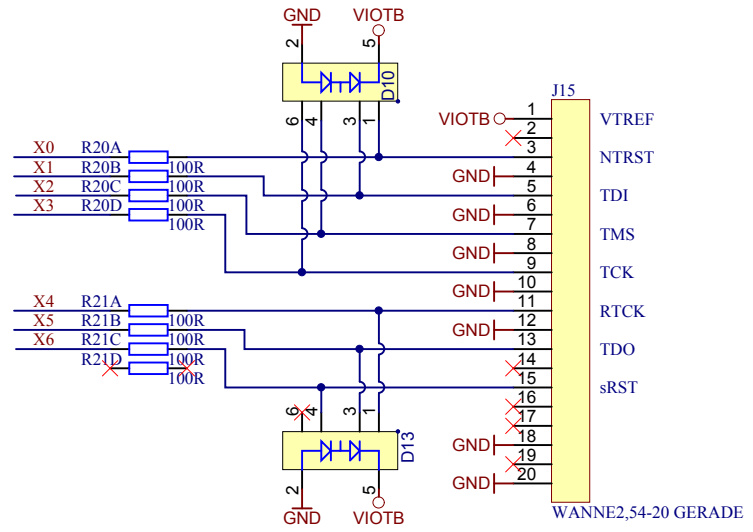 GND VIOTB
2 5
D10
6 4 3 1
J15
VIOTB 1 VTREF
2
X0 R20A 3 NTRST
X1 R20B 100R GND 4
X2 R20C 100R 5 TDI
X3 R20D 100R GND 6
100R 7 TMS
GND 8
9 TCK
GND 10
X4 R21A 11 RTCK
X5 R21B 100R GND 12
X6 R21C 100R 13 TDO
R21D 100R 14
100R 15 sRST
16
6 4 3 1 17
D13 GND 18
19
2 5 GND 20
GND VIOTB WANNE2,54-20 GERADE